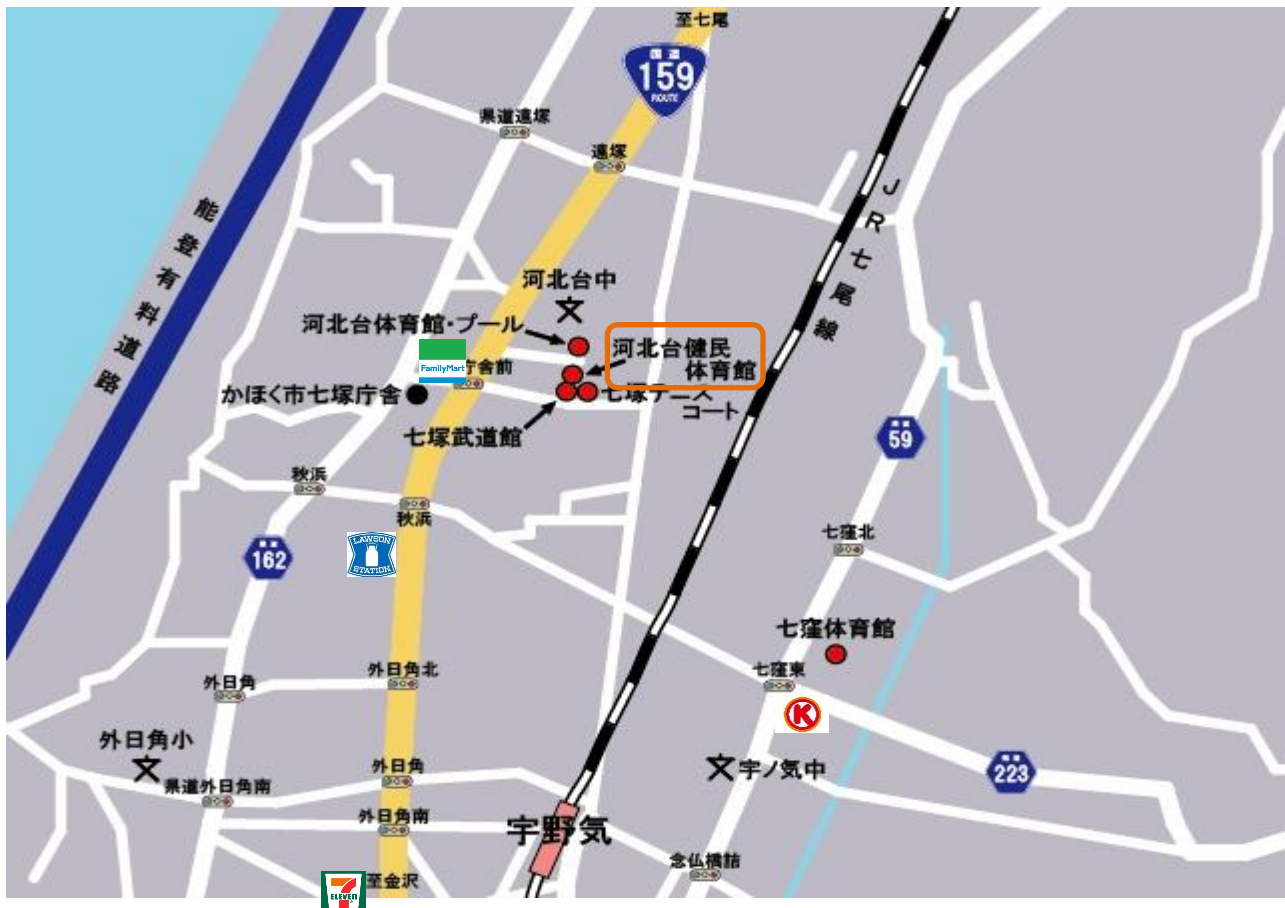 至七尾
国道
159
ROUTE
県道遠塚
遠塚
JR七尾線
能登有料道路
河北台中
河北台体育館・プール
河北台健民
体育館
FamilyMart
庁舎前
かほく市七塚庁舎
七塚テニス
コート
七塚武道館
59
秋浜
秋浜
LAWSON
STATION
162
七窪北
七窪体育館
七窪東
外日角北
外日角
K
外日角小
県道外日角南
外日角
宇ノ気中
223
外日角南
宇野気
念仏橋詰
至金沢
7
ELEVEN